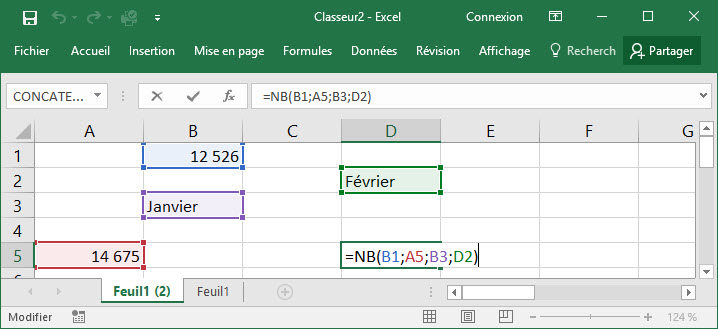 Classeur2 - Excel Connexion
Fichier Accueil Insertion Mise en page Formules Données Révision Affichage Recherch Partager
CONCATE... fx =NB(B1;A5;B3;D2)
A B C D E F G
1 12 526
2 Février
3 Janvier
4
5 14 675 =NB(B1;A5;B3;D2)
Feuil1 (2) Feuil1
Modifier 124 %